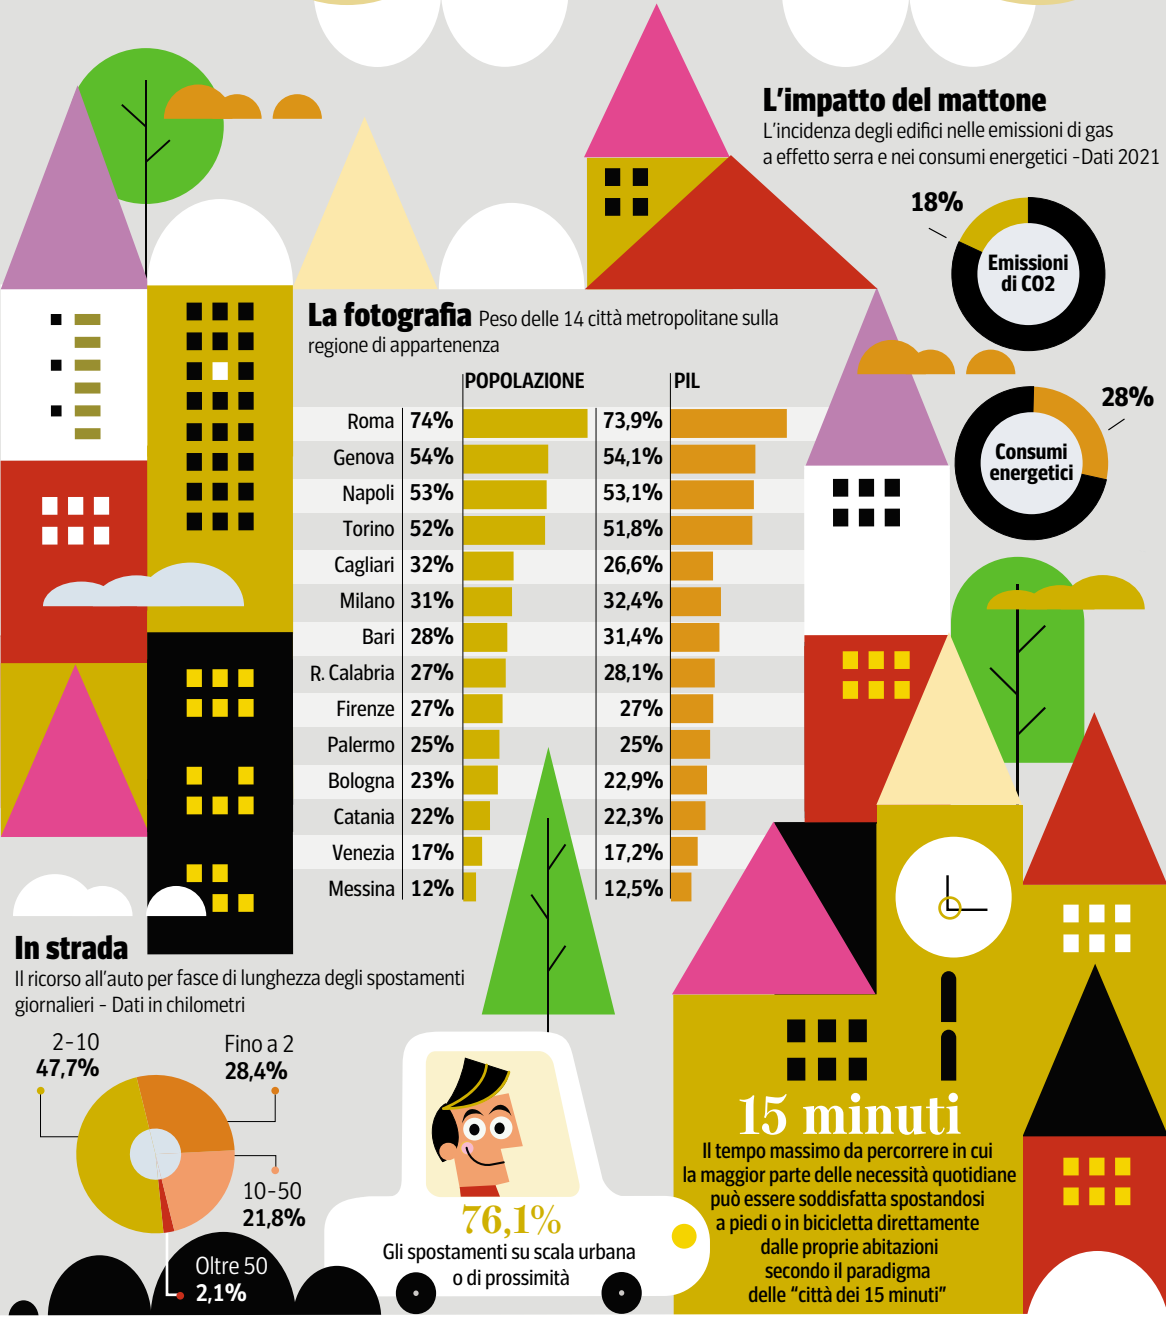 L'impatto del mattone
L'incidenza degli edifici nelle emissioni di gas
a effetto serra e nei consumi energetici -Dati 2021
18%
Emissioni
di CO2
28%
Consumi
energetici
La fotografia Peso delle 14 città metropolitane sulla
regione di appartenenza
POPOLAZIONE PIL
Roma 74% 73,9%
Genova 54% 54,1%
Napoli 53% 53,1%
Torino 52% 51,8%
Cagliari 32% 26,6%
Milano 31% 32,4%
Bari 28% 31,4%
R. Calabria 27% 28,1%
Firenze 27% 27%
Palermo 25% 25%
Bologna 23% 22,9%
Catania 22% 22,3%
Venezia 17% 17,2%
Messina 12% 12,5%
In strada
Il ricorso all'auto per fasce di lunghezza degli spostamenti
giornalieri - Dati in chilometri
2-10
47,7%
Fino a 2
28,4%
10-50
21,8%
Oltre 50
2,1%
76,1%
Gli spostamenti su scala urbana
o di prossimità
15 minuti
Il tempo massimo da percorrere in cui
la maggior parte delle necessità quotidiane
può essere soddisfatta spostandosi
a piedi o in bicicletta direttamente
dalle proprie abitazioni
secondo il paradigma
delle "città dei 15 minuti"